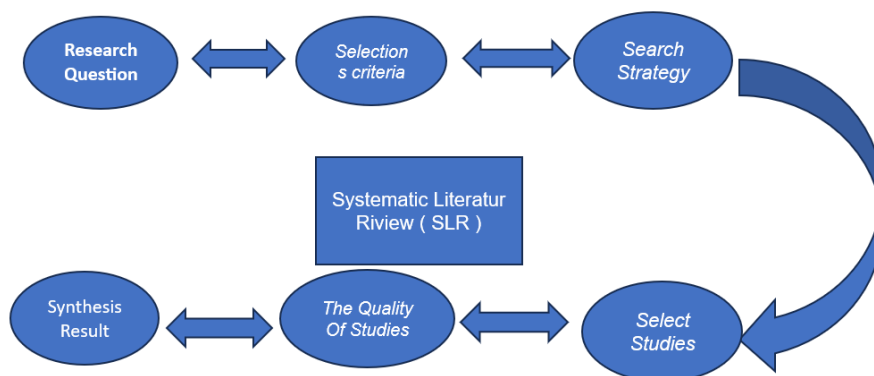 Research
Question
Selection
s criteria
Search
Strategy
Systematic Literatur
Riview ( SLR )
Synthesis
Result
The Quality
Of Studies
Select
Studies